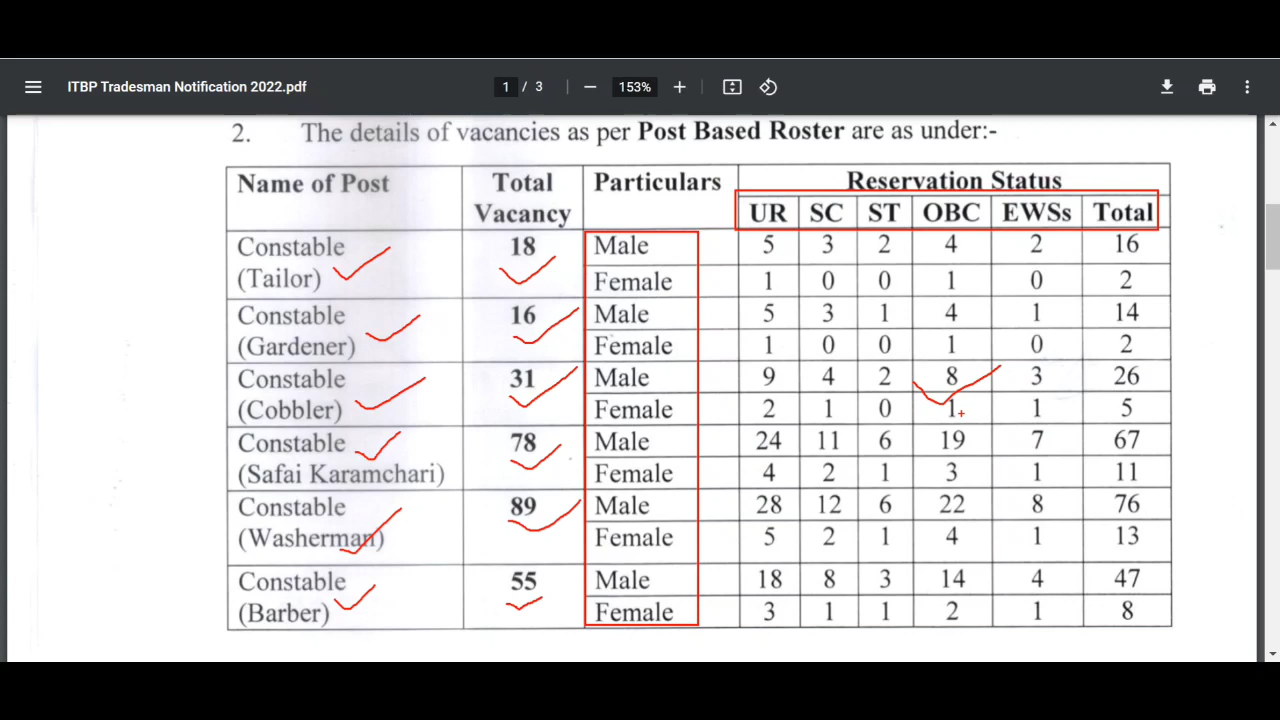 ITBP Tradesman Notification 2022.pdf 1 / 3 153%
2. The details of vacancies as per Post Based Roster are as under:-
Name of Post Total Vacancy Particulars Reservation Status
UR SC ST OBC EWSs Total
Constable (Tailor) 18 Male 5 3 2 4 2 16
Female 1 0 0 1 0 2
Constable (Gardener) 16 Male 5 3 1 4 1 14
Female 1 0 0 1 0 2
Constable (Cobbler) 31 Male 9 4 2 8 3 26
Female 2 1 0 1 1 5
Constable (Safai Karamchari) 78 Male 24 11 6 19 7 67
Female 4 2 1 3 1 11
Constable (Washerman) 89 Male 28 12 6 22 8 76
Female 5 2 1 4 1 13
Constable (Barber) 55 Male 18 8 3 14 4 47
Female 3 1 1 2 1 8